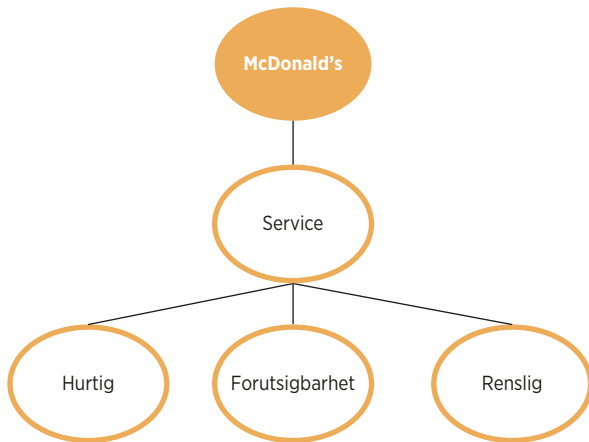 McDonald’s
Service
Hurtig
Forutsigbarhet
Renslig